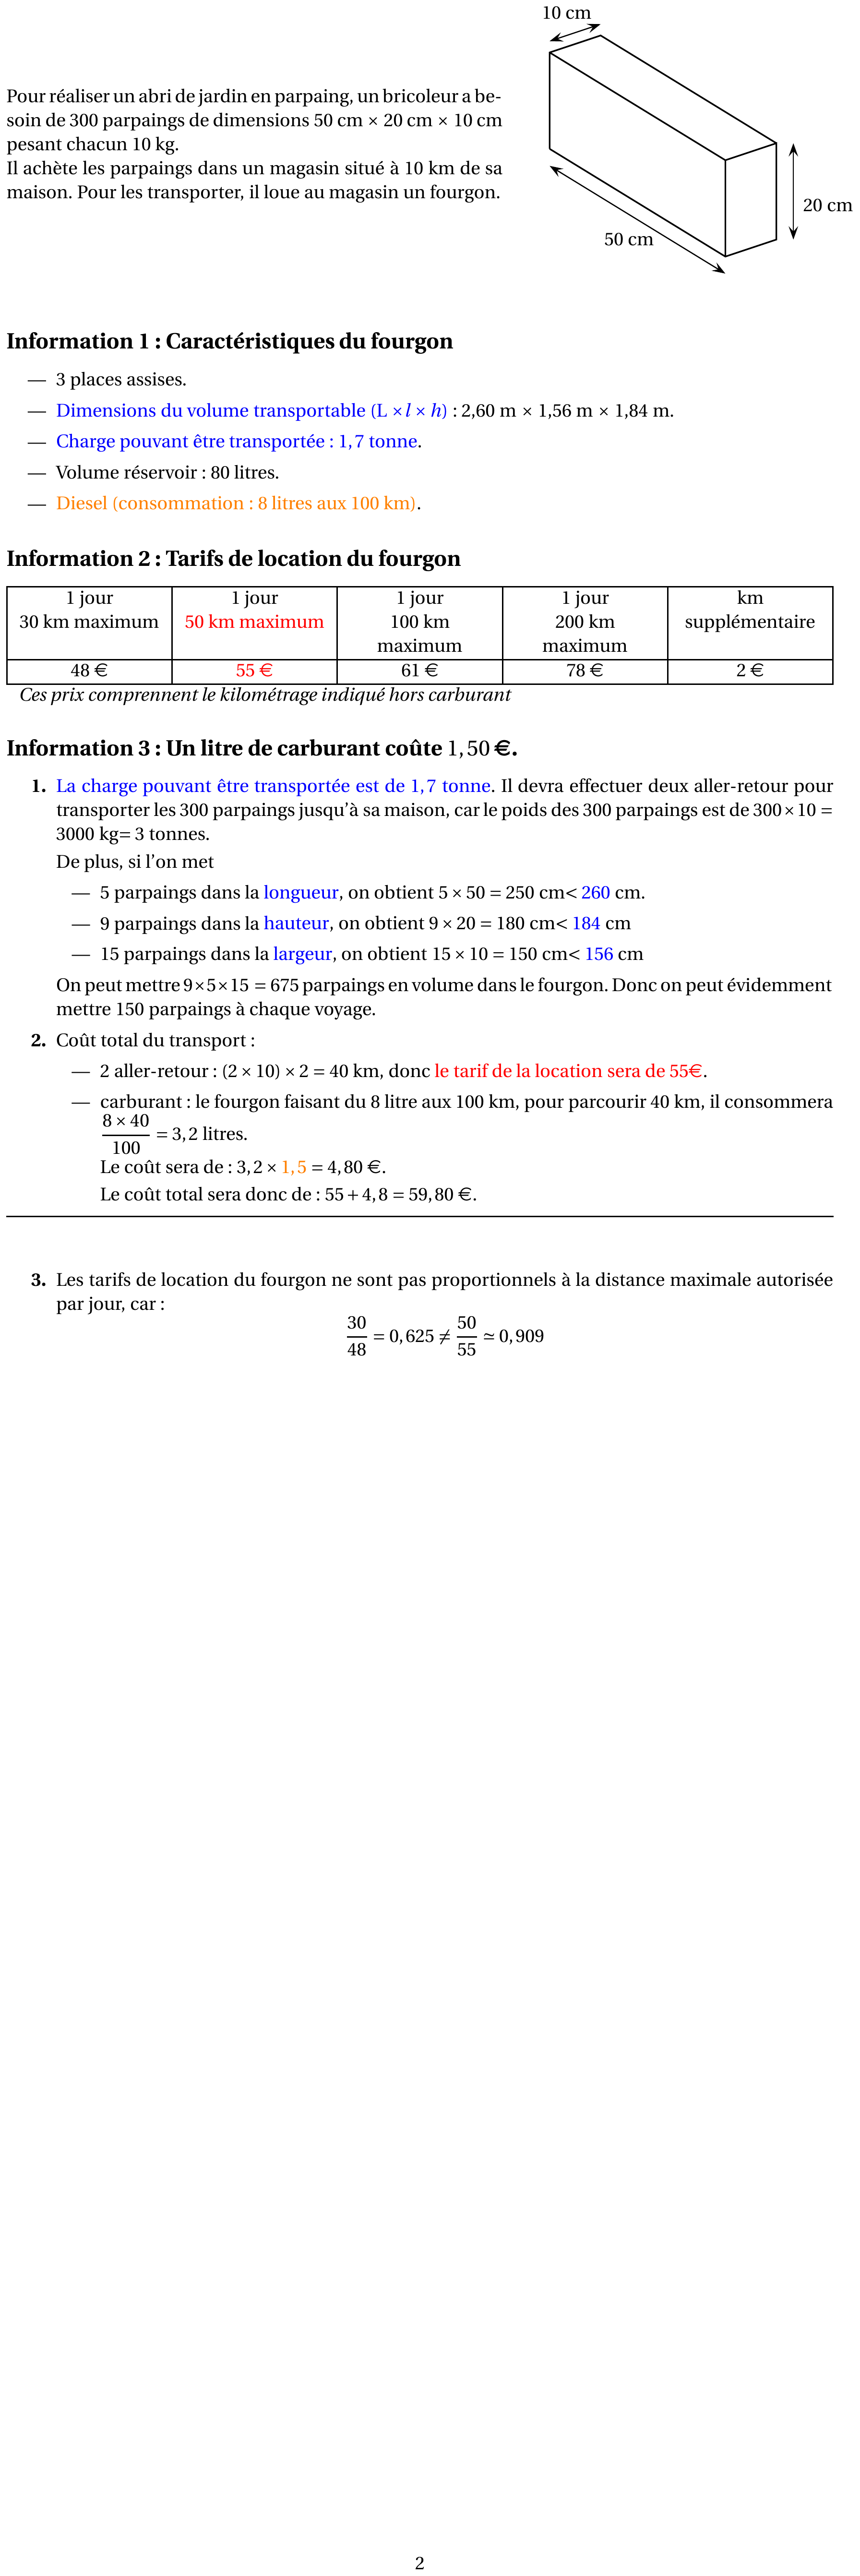 10 cm
Pour réaliser un abri de jardin en parpaing, un bricoleur a be-
soin de 300 parpaings de dimensions 50 cm × 20 cm × 10 cm
pesant chacun 10 kg.
Il achète les parpaings dans un magasin situé à 10 km de sa
maison. Pour les transporter, il loue au magasin un fourgon.
20 cm
50 cm
Information 1 : Caractéristiques du fourgon
— 3 places assises.
— Dimensions du volume transportable (L × l × h) : 2,60 m × 1,56 m × 1,84 m.
— Charge pouvant être transportée : 1,7 tonne.
— Volume réservoir : 80 litres.
— Diesel (consommation : 8 litres aux 100 km).
Information 2 : Tarifs de location du fourgon
1 jour 1 jour 1 jour 1 jour km
30 km maximum 50 km maximum 100 km 200 km supplémentaire
maximum maximum
48 € 55 € 61 € 78 € 2 €
Ces prix comprennent le kilométrage indiqué hors carburant
Information 3 : Un litre de carburant coûte 1,50 €.
1. La charge pouvant être transportée est de 1,7 tonne. Il devra effectuer deux aller-retour pour
transporter les 300 parpaings jusqu'à sa maison, car le poids des 300 parpaings est de 300 × 10 =
3000 kg= 3 tonnes.
De plus, si l'on met
— 5 parpaings dans la longueur, on obtient 5 × 50 = 250 cm< 260 cm.
— 9 parpaings dans la hauteur, on obtient 9 × 20 = 180 cm< 184 cm
— 15 parpaings dans la largeur, on obtient 15 × 10 = 150 cm< 156 cm
On peut mettre 9×5×15 = 675 parpaings en volume dans le fourgon. Donc on peut évidemment
mettre 150 parpaings à chaque voyage.
2. Coût total du transport :
— 2 aller-retour : (2 × 10) × 2 = 40 km, donc le tarif de la location sera de 55€.
— carburant : le fourgon faisant du 8 litre aux 100 km, pour parcourir 40 km, il consommera
8 × 40
100
= 3,2 litres.
Le coût sera de : 3,2 × 1,5 = 4,80 €.
Le coût total sera donc de : 55 + 4,8 = 59,80 €.
3. Les tarifs de location du fourgon ne sont pas proportionnels à la distance maximale autorisée
par jour, car :
30/48 = 0,625 ≠ 50/55 ≃ 0,909
2